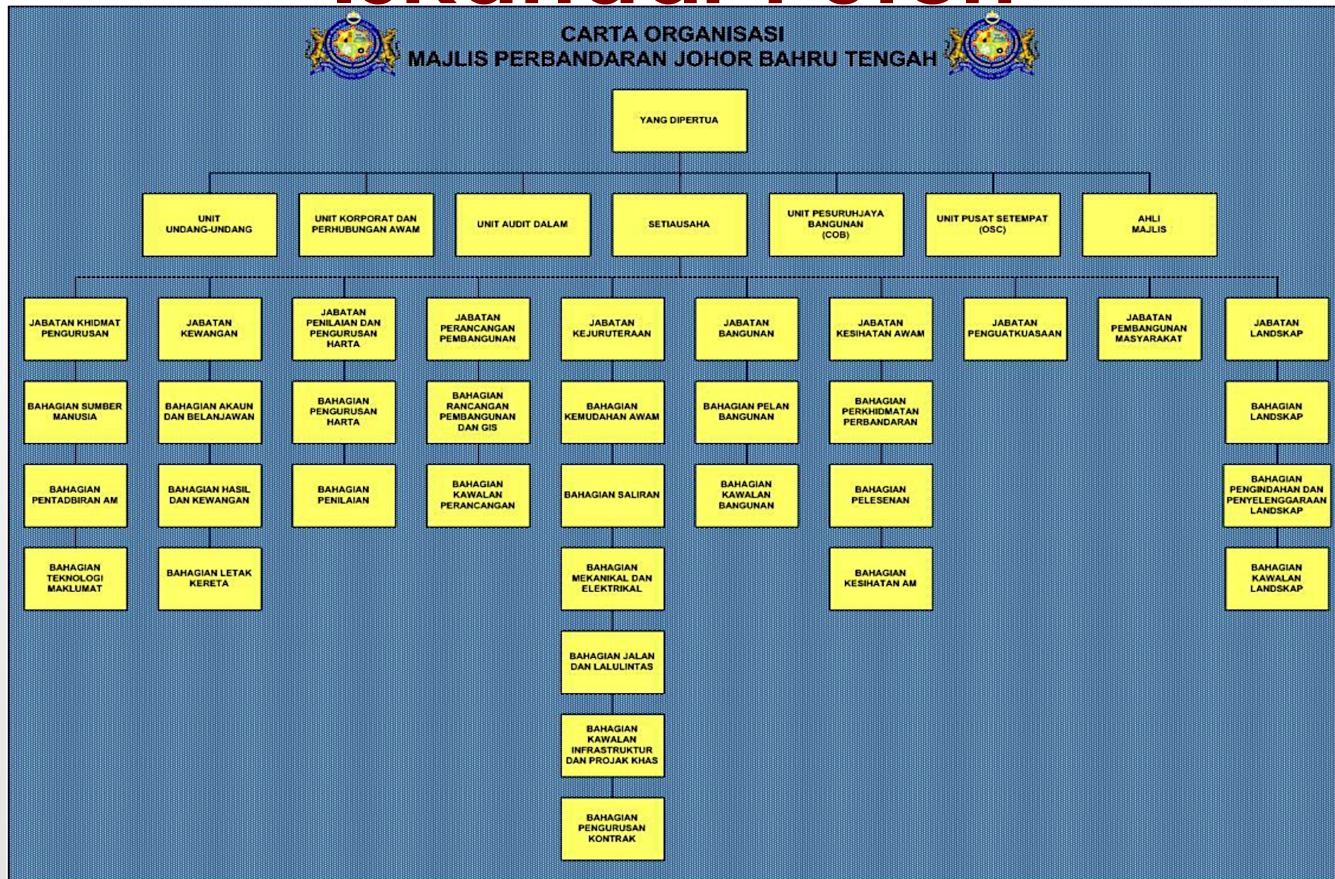 CARTA ORGANISASI
MAJLIS PERBANDARAN JOHOR BAHRU TENGAH
YANG DIPERTUA
UNIT
UNDANG-UNDANG
UNIT KORPORAT DAN
PERHUBUNGAN AWAM
UNIT AUDIT DALAM
SETIAUSAHA
UNIT PESURUHJAYA
BANGUNAN
(COB)
UNIT PUSAT SETEMPAT
(OSC)
AHLI
MAJLIS
JABATAN KHIDMAT
PENGURUSAN
JABATAN
KEWANGAN
JABATAN
PENILAIAN DAN
PENGURUSAN
HARTA
JABATAN
PERANCANGAN
PEMBANGUNAN
JABATAN
KEJURUTERAAN
JABATAN
BANGUNAN
JABATAN
KESIHATAN AWAM
JABATAN
PENGUATKUASAAN
JABATAN
PEMBANGUNAN
MASYARAKAT
JABATAN
LANDSKAP
BAHAGIAN SUMBER
MANUSIA
BAHAGIAN AKAUN
DAN BELANJAWAN
BAHAGIAN
PENGURUSAN
HARTA
BAHAGIAN
RANCANGAN
PEMBANGUNAN
DAN GIS
BAHAGIAN
KEMUDAHAN AWAM
BAHAGIAN PELAN
BANGUNAN
BAHAGIAN
PERKHIDMATAN
PERBANDARAN
BAHAGIAN
LANDSKAP
BAHAGIAN
PENTADBIRAN AM
BAHAGIAN HASIL
DAN KEWANGAN
BAHAGIAN
PENILAIAN
BAHAGIAN
KAWALAN
PERANCANGAN
BAHAGIAN SALIRAN
BAHAGIAN
KAWALAN
BANGUNAN
BAHAGIAN
PELESENAN
BAHAGIAN
PENGINDAHAN DAN
PENYELENGGARAAN
LANDSKAP
BAHAGIAN
TEKNOLOGI
MAKLUMAT
BAHAGIAN LETAK
KERETA
BAHAGIAN
MEKANIKAL DAN
ELEKTRIKAL
BAHAGIAN
KESIHATAN AM
BAHAGIAN
KAWALAN
LANDSKAP
BAHAGIAN JALAN
DAN LALULINTAS
BAHAGIAN
KAWALAN
INFRASTRUKTUR
DAN PROJAK KHAS
BAHAGIAN
PENGURUSAN
KONTRAK